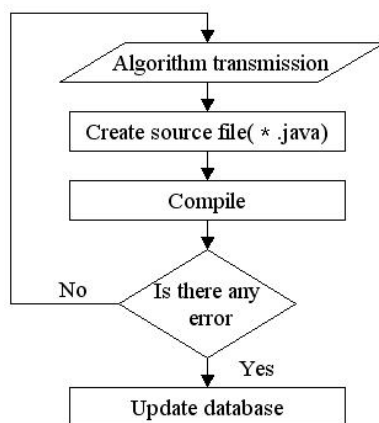 Algorithm transmission
Create source file( * .java)
Compile
Is there any
error
No
Yes
Update database